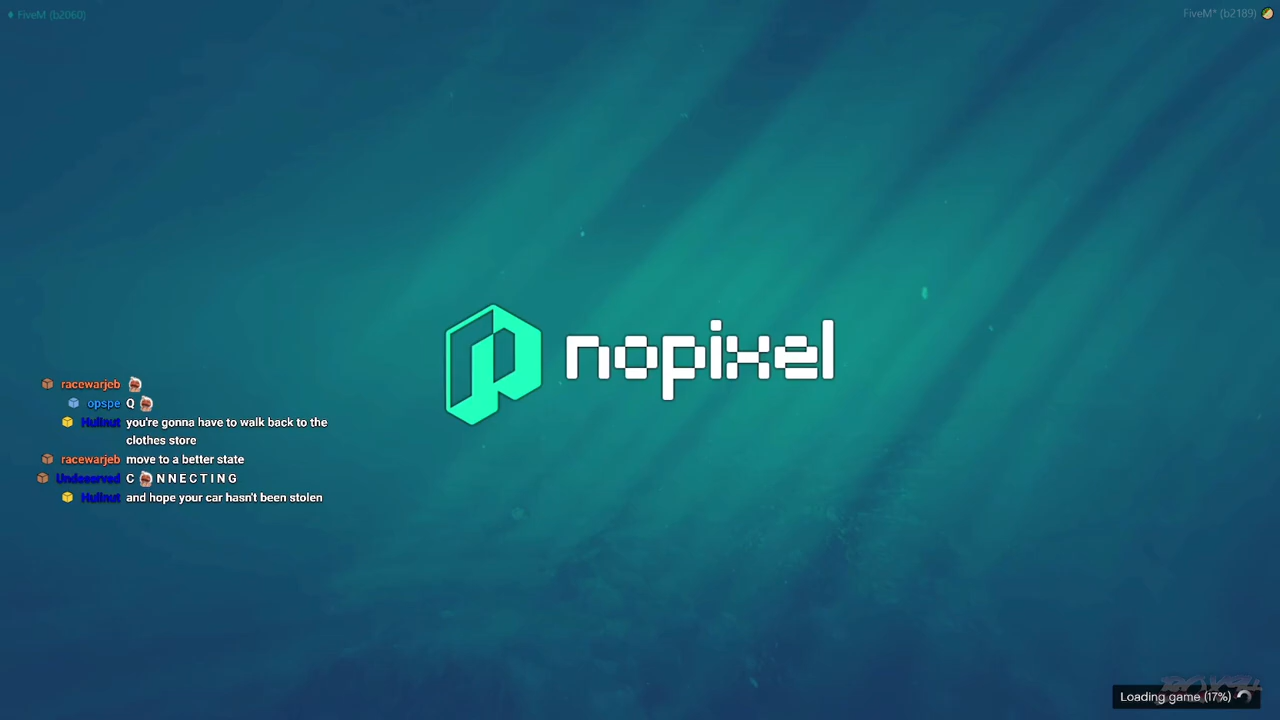 FiveM (b2060)
FiveM* (b2189)
nopixel
racewarjeb
opspe Q
Hullnut you're gonna have to walk back to the
clothes store
racewarjeb move to a better state
Undeserved C NNECTING
Hullnut and hope your car hasn't been stolen
Loading game (17%)